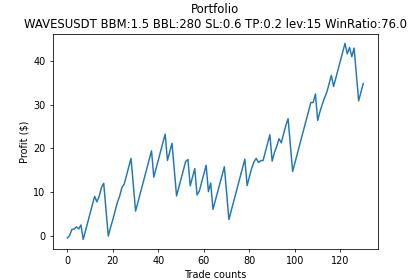 Portfolio
WAVESUSDT BBM:1.5 BBL:280 SL:0.6 TP:0.2 lev:15 WinRatio:76.0
Profit ($)
40
30
20
10
0
0 20 40 60 80 100 120
Trade counts